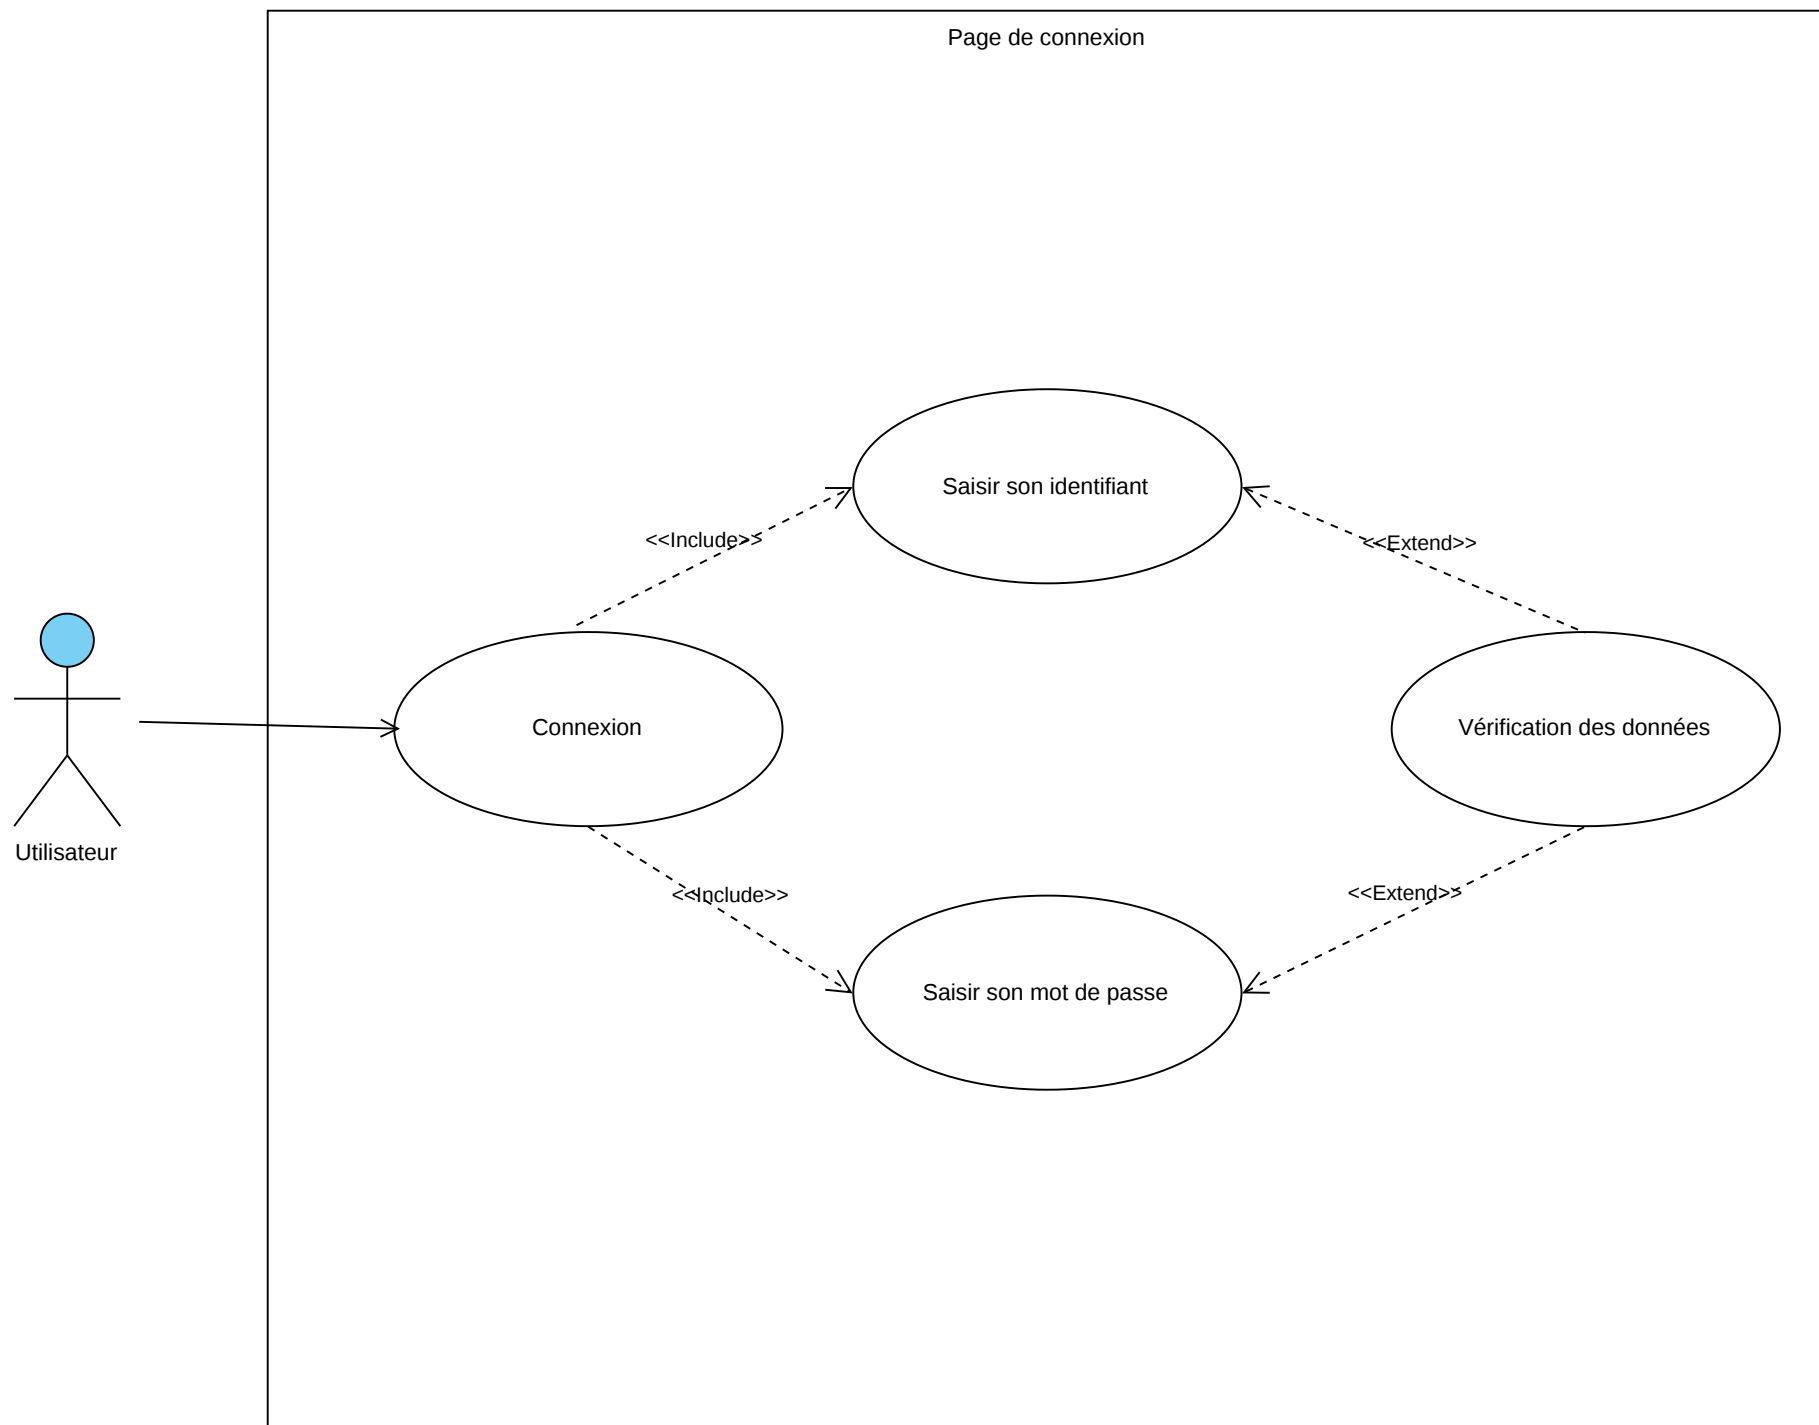 Page de connexion
Saisir son identifiant
<<Include>>
<<Extend>>
Connexion
Vérification des données
Utilisateur
<<Include>>
<<Extend>>
Saisir son mot de passe